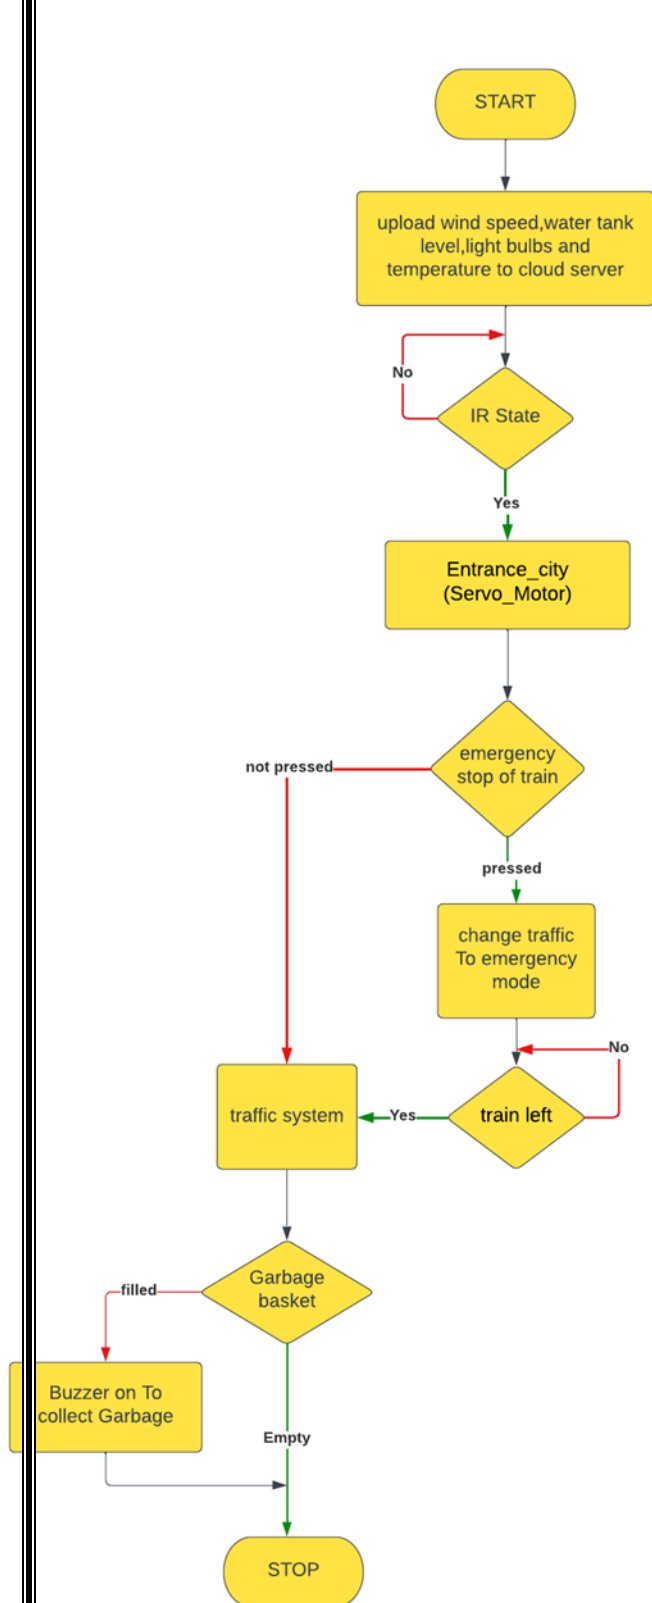 START
upload wind speed,water tank
level,light bulbs and
temperature to cloud server
No
IR State
Yes
Entrance_city
(Servo_Motor)
emergency
stop of train
not pressed
pressed
change traffic
To emergency
mode
No
train left
Yes
traffic system
Garbage
basket
filled
Buzzer on To
collect Garbage
Empty
STOP